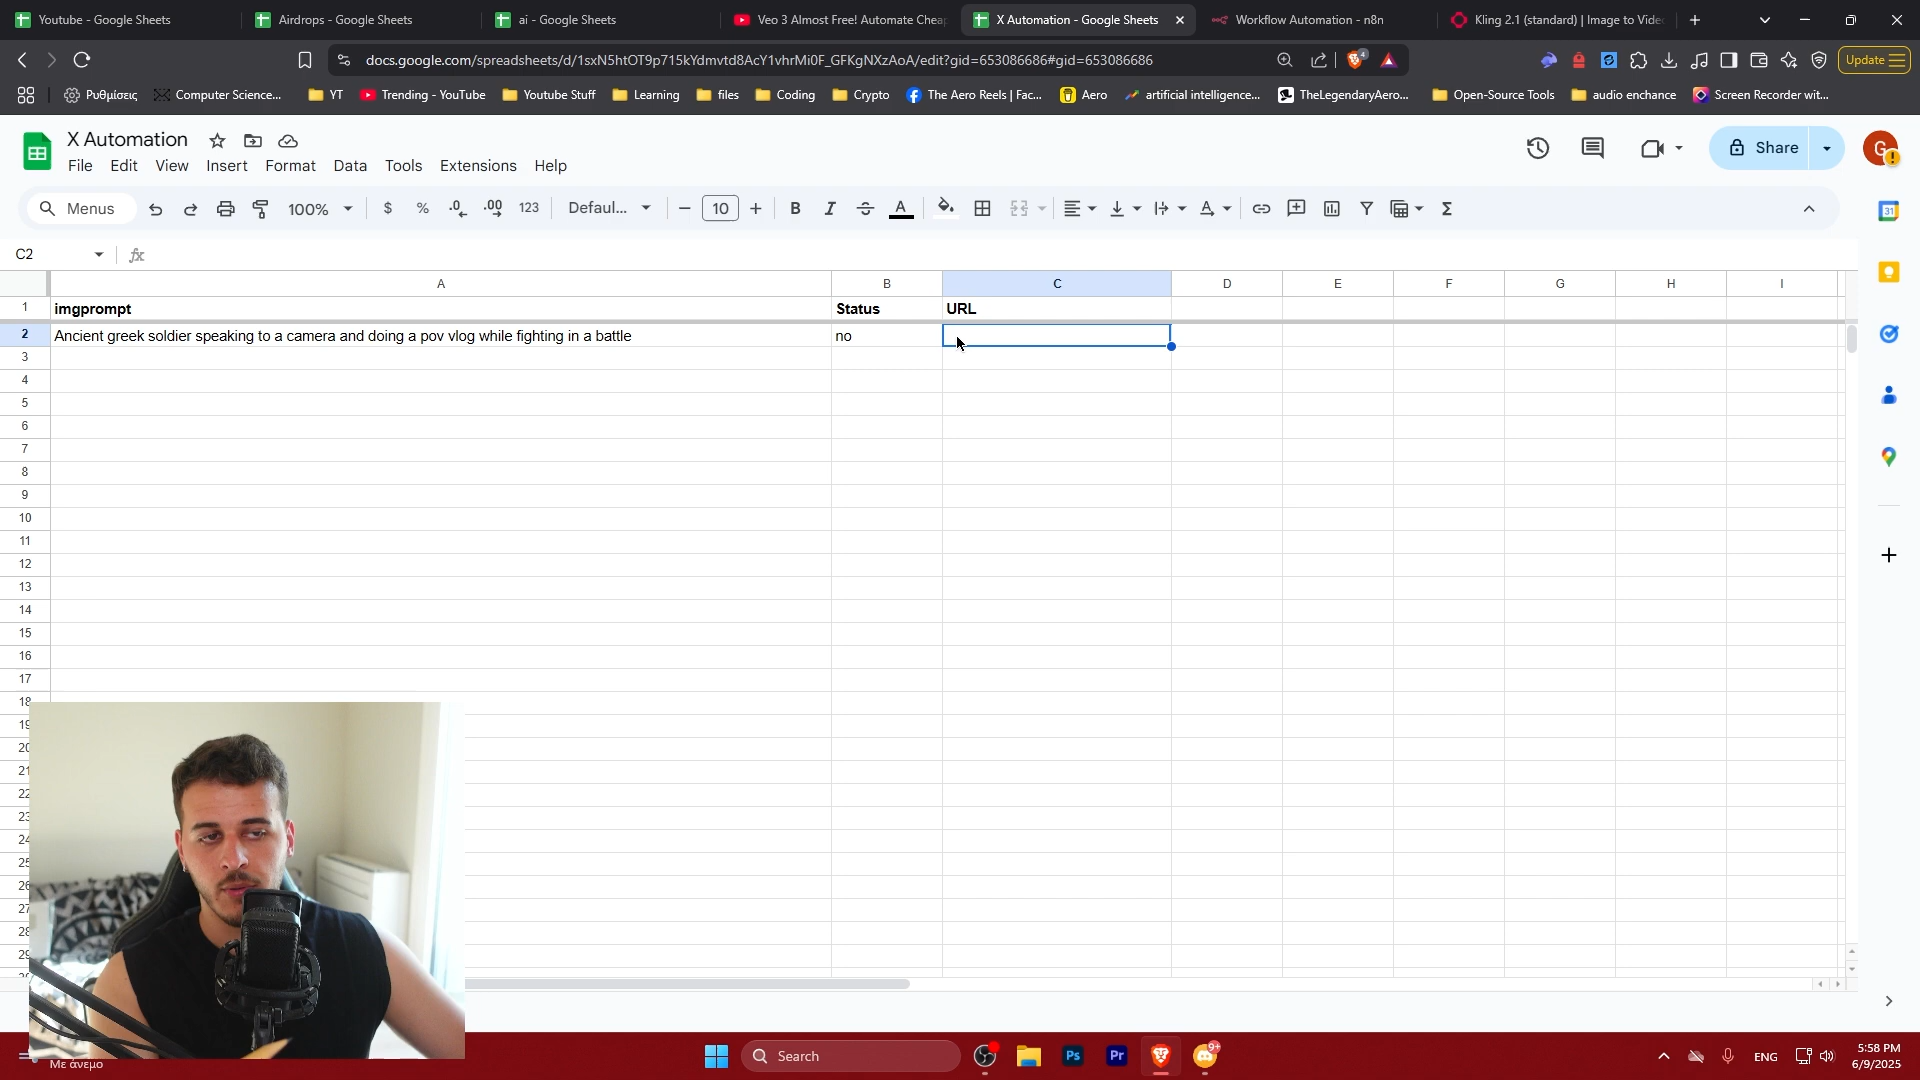 Youtube - Google Sheets
Airdrops - Google Sheets
ai - Google Sheets
Veo 3 Almost Free! Automate Cheap
X Automation - Google Sheets
Workflow Automation - n8n
Kling 2.1 (standard) | Image to Vide
docs.google.com/spreadsheets/d/1sxN5htOT9p715kYdmvtd8AcY1vhrMi0F_GFKgNXzAoA/edit?gid=653086686#gid=653086686
4
Update
Ρυθμίσεις
Computer Science...
YT
Trending - YouTube
Youtube Stuff
Learning
files
Coding
Crypto
The Aero Reels | Fac...
Aero
artificial intelligence...
TheLegendaryAero...
Open-Source Tools
audio enchance
Screen Recorder wit...
X Automation
File Edit View Insert Format Data Tools Extensions Help
Share
G
31
Menus
100%
$ % .0 .00 123
Defaul...
10
B I A
Σ
C2
fx
A B C D E F G H I
1 imgprompt Status URL
2 Ancient greek soldier speaking to a camera and doing a pov vlog while fighting in a battle no
3
4
5
6
7
8
9
10
11
12
13
14
15
16
17
18
19
20
21
22
23
24
25
26
27
28
29
Με άνεμο
Search
Ps
Pr
9+
ENG
5:58 PM
6/9/2025